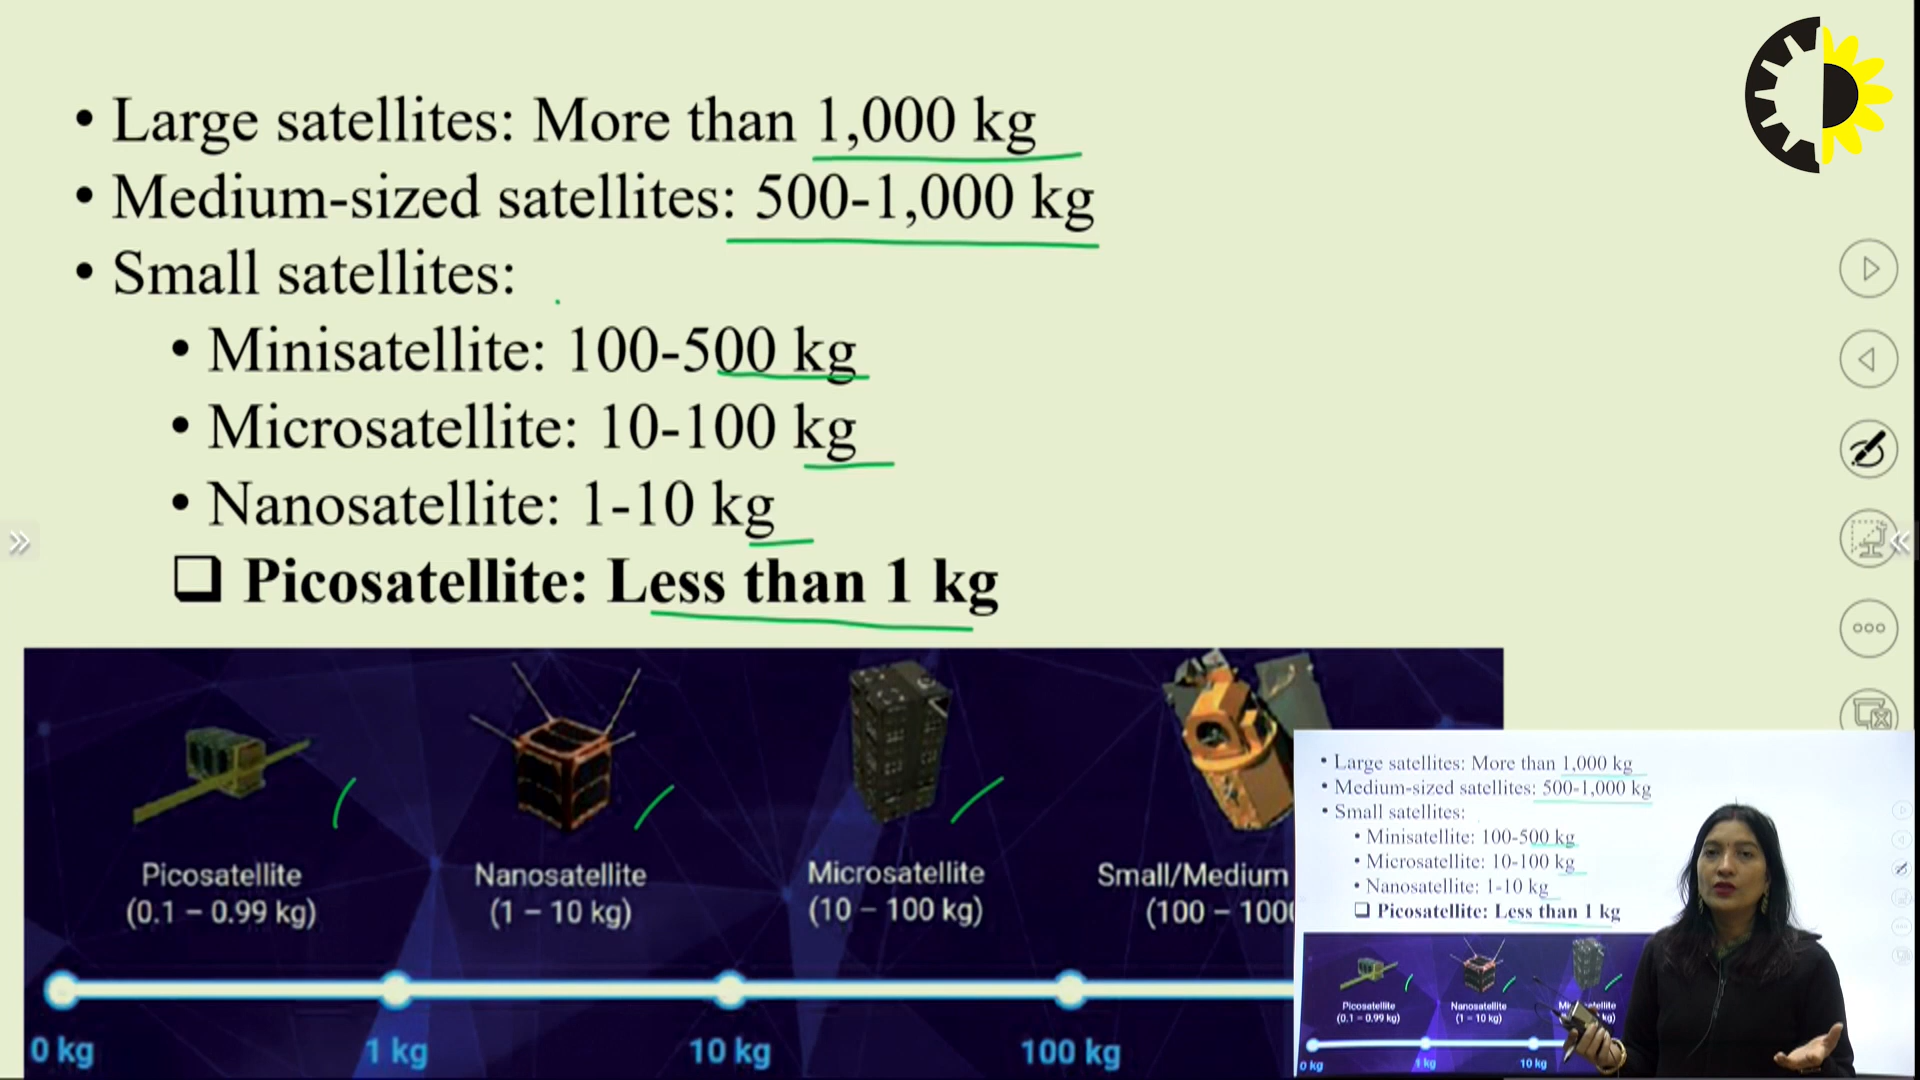 • Large satellites: More than 1,000 kg
• Medium-sized satellites: 500-1,000 kg
• Small satellites:
• Minisatellite: 100-500 kg
• Microsatellite: 10-100 kg
• Nanosatellite: 1-10 kg
❑ Picosatellite: Less than 1 kg
Picosatellite
(0.1 – 0.99 kg)
Nanosatellite
(1 – 10 kg)
Microsatellite
(10 – 100 kg)
Small/Medium
(100 – 100
0 kg
1 kg
10 kg
100 kg
• Large satellites: More than 1,000 kg
• Medium-sized satellites: 500-1,000 kg
• Small satellites:
• Minisatellite: 100-500 kg
• Microsatellite: 10-100 kg
• Nanosatellite: 1-10 kg
❑ Picosatellite: Less than 1 kg
Picosatellite
(0.1 – 0.99 kg)
Nanosatellite
(1 – 10 kg)
kg)
0 kg
1 kg
10 kg